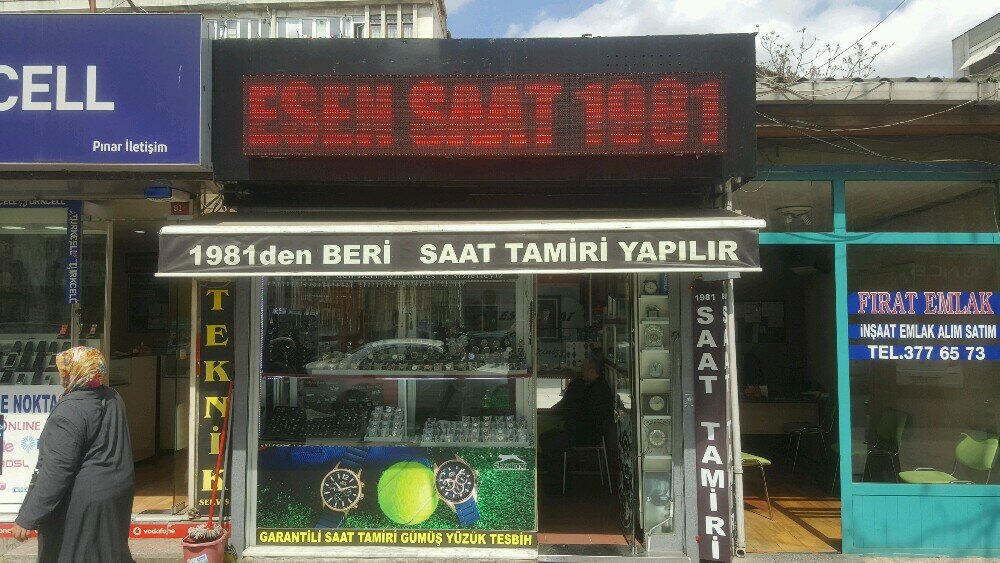 CELL
Pınar İletişim
ESEN SAAT 1981
1981den BERİ SAAT TAMİRİ YAPILIR
TURKCELL
TEKNİK
1981
SAAT TAMİRİ
GARANTİLİ SAAT TAMİRİ GÜMÜŞ YÜZÜK TESBİH
Slazenger
FIRAT EMLAK
İNŞAAT EMLAK ALIM SATIM
TEL.377 65 73
E NOKTA
ONLINE
ADSL
vodafone